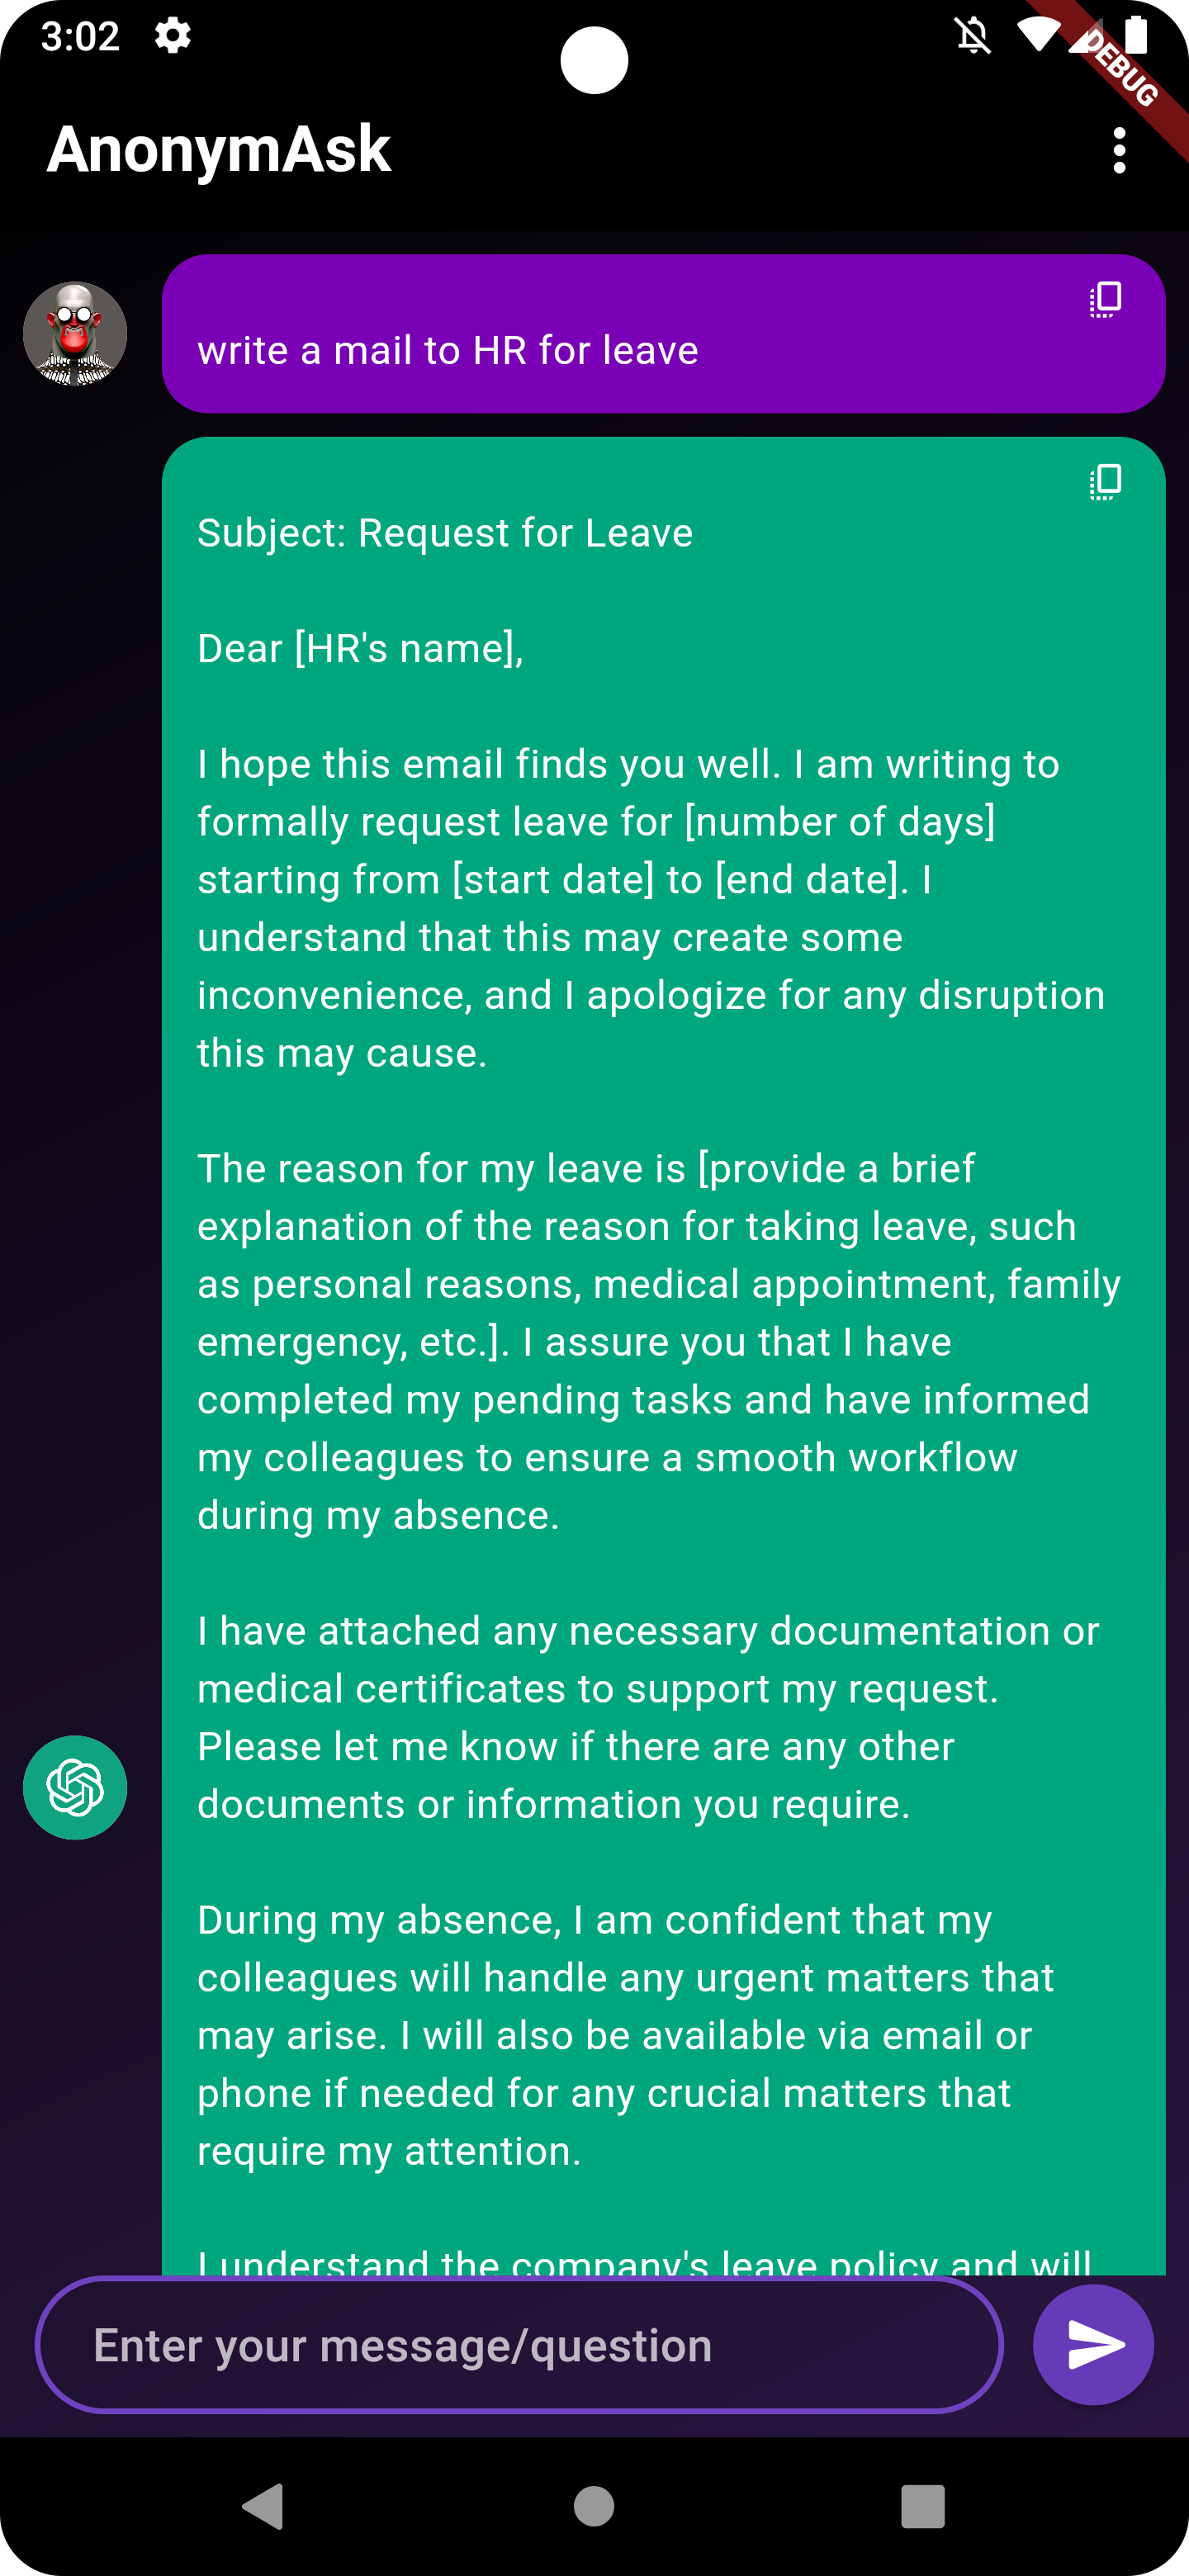 3:02
DEBUG
AnonymAsk
write a mail to HR for leave
Subject: Request for Leave
Dear [HR's name],
I hope this email finds you well. I am writing to
formally request leave for [number of days]
starting from [start date] to [end date]. I
understand that this may create some
inconvenience, and I apologize for any disruption
this may cause.
The reason for my leave is [provide a brief
explanation of the reason for taking leave, such
as personal reasons, medical appointment, family
emergency, etc.]. I assure you that I have
completed my pending tasks and have informed
my colleagues to ensure a smooth workflow
during my absence.
I have attached any necessary documentation or
medical certificates to support my request.
Please let me know if there are any other
documents or information you require.
During my absence, I am confident that my
colleagues will handle any urgent matters that
may arise. I will also be available via email or
phone if needed for any crucial matters that
require my attention.
I understand the company's leave policy and will
Enter your message/question